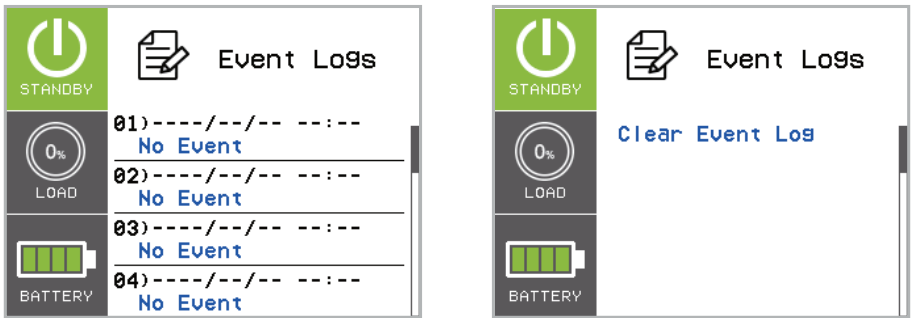 STANDBY
Event Logs
01)----/--/-- --:--
No Event
0%
LOAD
02)----/--/-- --:--
No Event
03)----/--/-- --:--
No Event
04)----/--/-- --:--
No Event
BATTERY
STANDBY
Event Logs
Clear Event Log
0%
LOAD
BATTERY